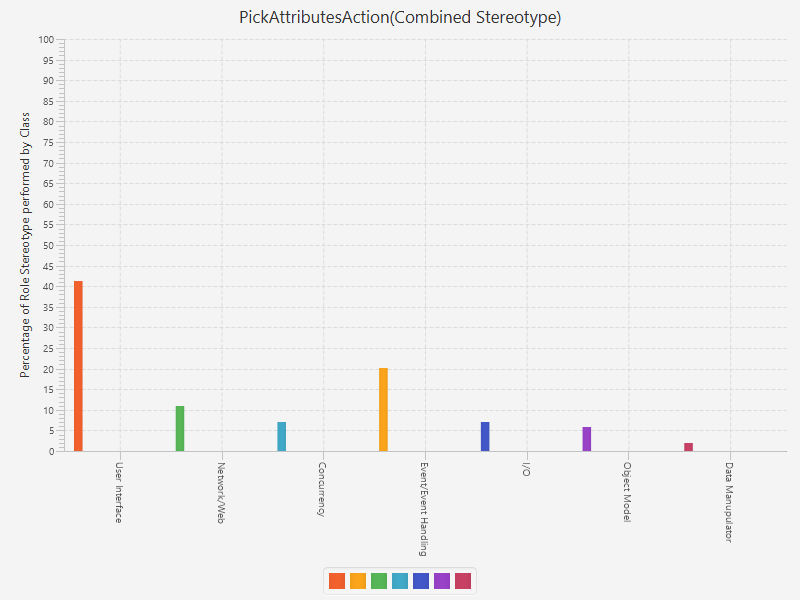 PickAttributesAction(Combined Stereotype)
Percentage of Role Stereotype performed by Class
100
95
90
85
80
75
70
65
60
55
50
45
40
35
30
25
20
15
10
5
0
User Interface
Network/Web
Concurrency
Event/Event Handling
I/O
Object Model
Data Manupulator